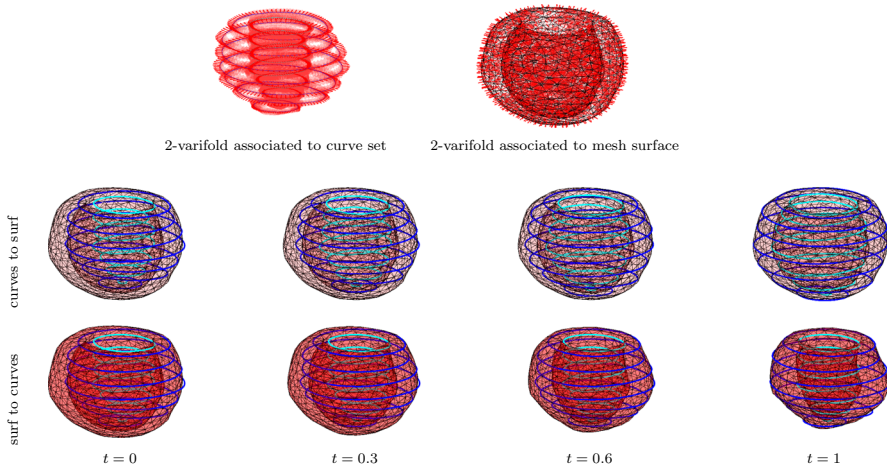 2-varifold associated to curve set
2-varifold associated to mesh surface
curves to surf
surf to curves
t = 0
t = 0.3
t = 0.6
t = 1